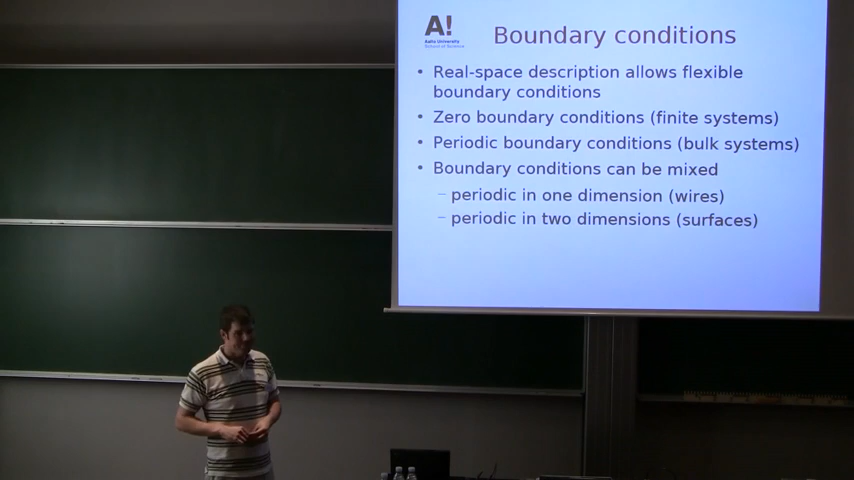 A!
Aalto University
School of Science
Boundary conditions
• Real-space description allows flexible
boundary conditions
• Zero boundary conditions (finite systems)
• Periodic boundary conditions (bulk systems)
• Boundary conditions can be mixed
– periodic in one dimension (wires)
– periodic in two dimensions (surfaces)